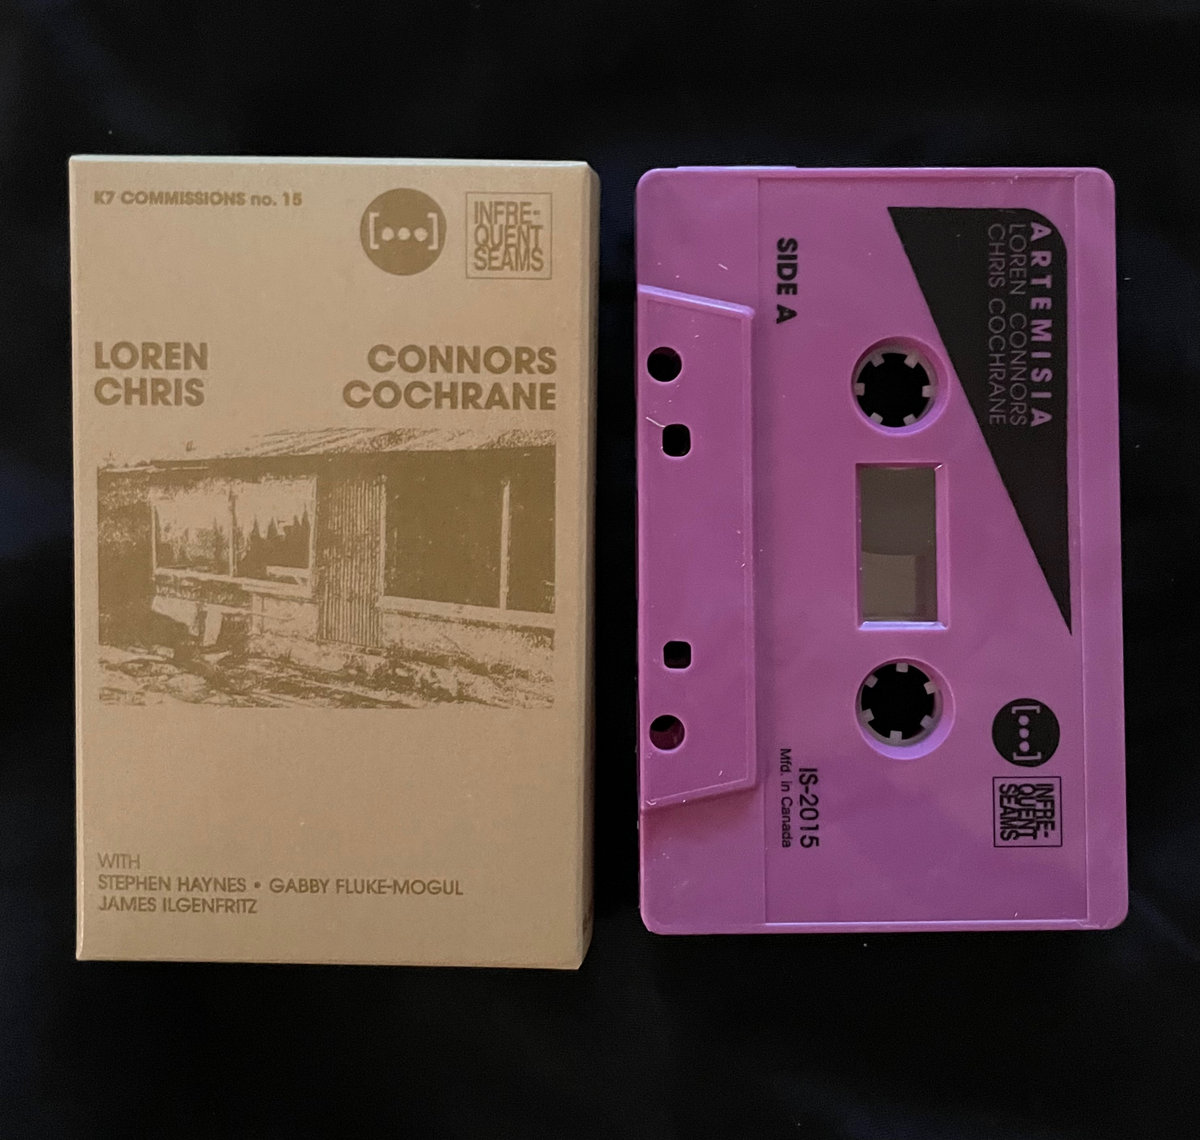 K7 COMMISSIONS no. 15
[•••]
INFRE-
QUENT
SEAMS
LOREN CONNORS
CHRIS COCHRANE
WITH
STEPHEN HAYNES • GABBY FLUKE-MOGUL
JAMES ILGENFRITZ
ARTEMISIA
LOREN CONNORS
CHRIS COCHRANE
SIDE A
[•••]
INFRE-
QUENT
SEAMS
IS-2015
Mfd. in Canada